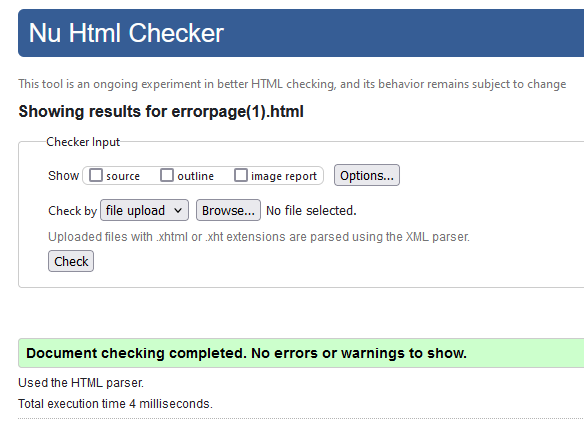 Nu Html Checker
This tool is an ongoing experiment in better HTML checking, and its behavior remains subject to change
Showing results for errorpage(1).html
Checker Input
Show source outline image report Options...
Check by file upload Browse... No file selected.
Uploaded files with .xhtml or .xht extensions are parsed using the XML parser.
Check
Document checking completed. No errors or warnings to show.
Used the HTML parser.
Total execution time 4 milliseconds.